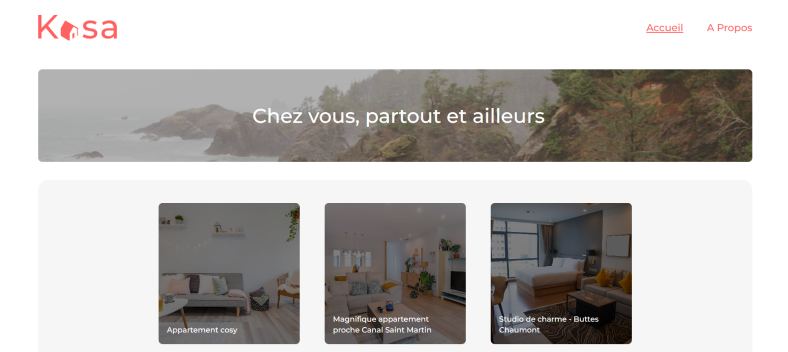 Kasa
Accueil
A Propos
Chez vous, partout et ailleurs
Appartement cosy
Magnifique appartement
proche Canal Saint Martin
Studio de charme - Buttes
Chaumont